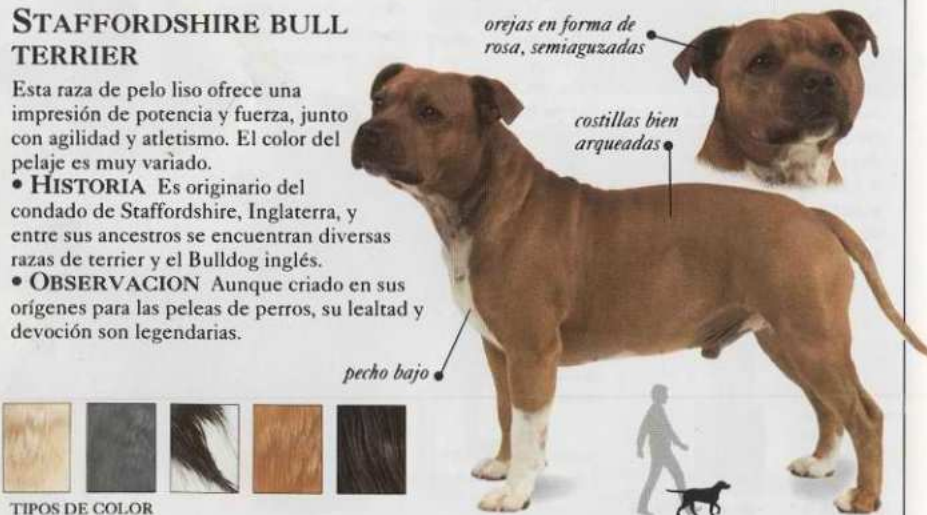 STAFFORDSHIRE BULL
TERRIER
Esta raza de pelo liso ofrece una
impresión de potencia y fuerza, junto
con agilidad y atletismo. El color del
pelaje es muy variado.
• HISTORIA Es originario del
condado de Staffordshire, Inglaterra, y
entre sus ancestros se encuentran diversas
razas de terrier y el Bulldog inglés.
• OBSERVACION Aunque criado en sus
orígenes para las peleas de perros, su lealtad y
devoción son legendarias.
orejas en forma de
rosa, semiaguzadas
costillas bien
arqueadas
pecho bajo
TIPOS DE COLOR